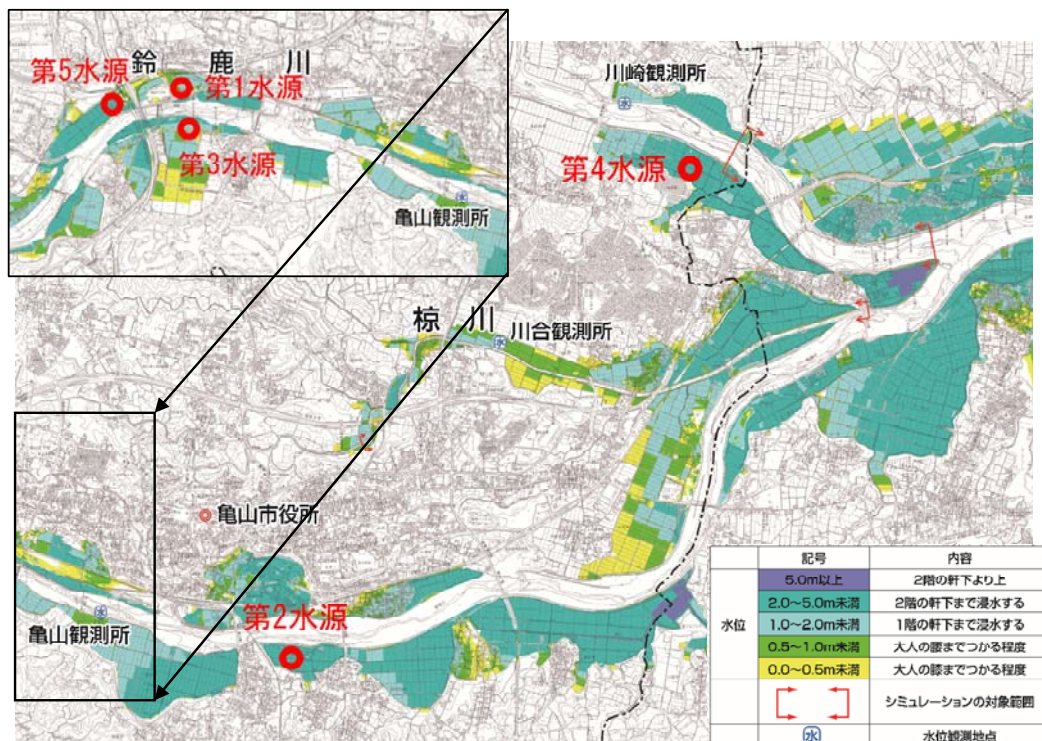 鈴鹿川
第5水源
第1水源
第3水源
亀山観測所
川崎観測所
水
第4水源
椋川
川合観測所
水
亀山市役所
第2水源
水
亀山観測所
記号 内容
水位
5.0m以上 2階の軒下より上
2.0～5.0m未満 2階の軒下まで浸水する
1.0～2.0m未満 1階の軒下まで浸水する
0.5～1.0m未満 大人の腰までつかる程度
0.0～0.5m未満 大人の膝までつかる程度
シミュレーションの対象範囲
水 水位観測地点